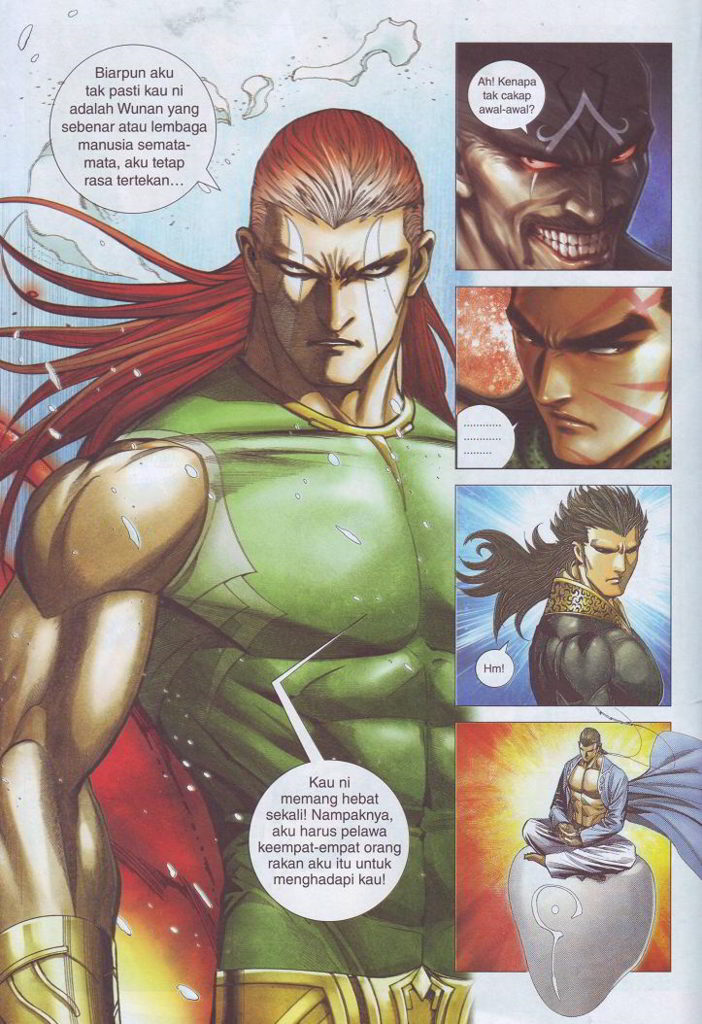 Biarpun aku
tak pasti kau ni
adalah Wunan yang
sebenar atau lembaga
manusia semata-
mata, aku tetap
rasa tertekan...
Kau ni
memang hebat
sekali! Nampaknya,
aku harus pelawa
keempat-empat orang
rakan aku itu untuk
menghadapi kau!
Ah! Kenapa
tak cakap
awal-awal?
............
............
.........
Hm!